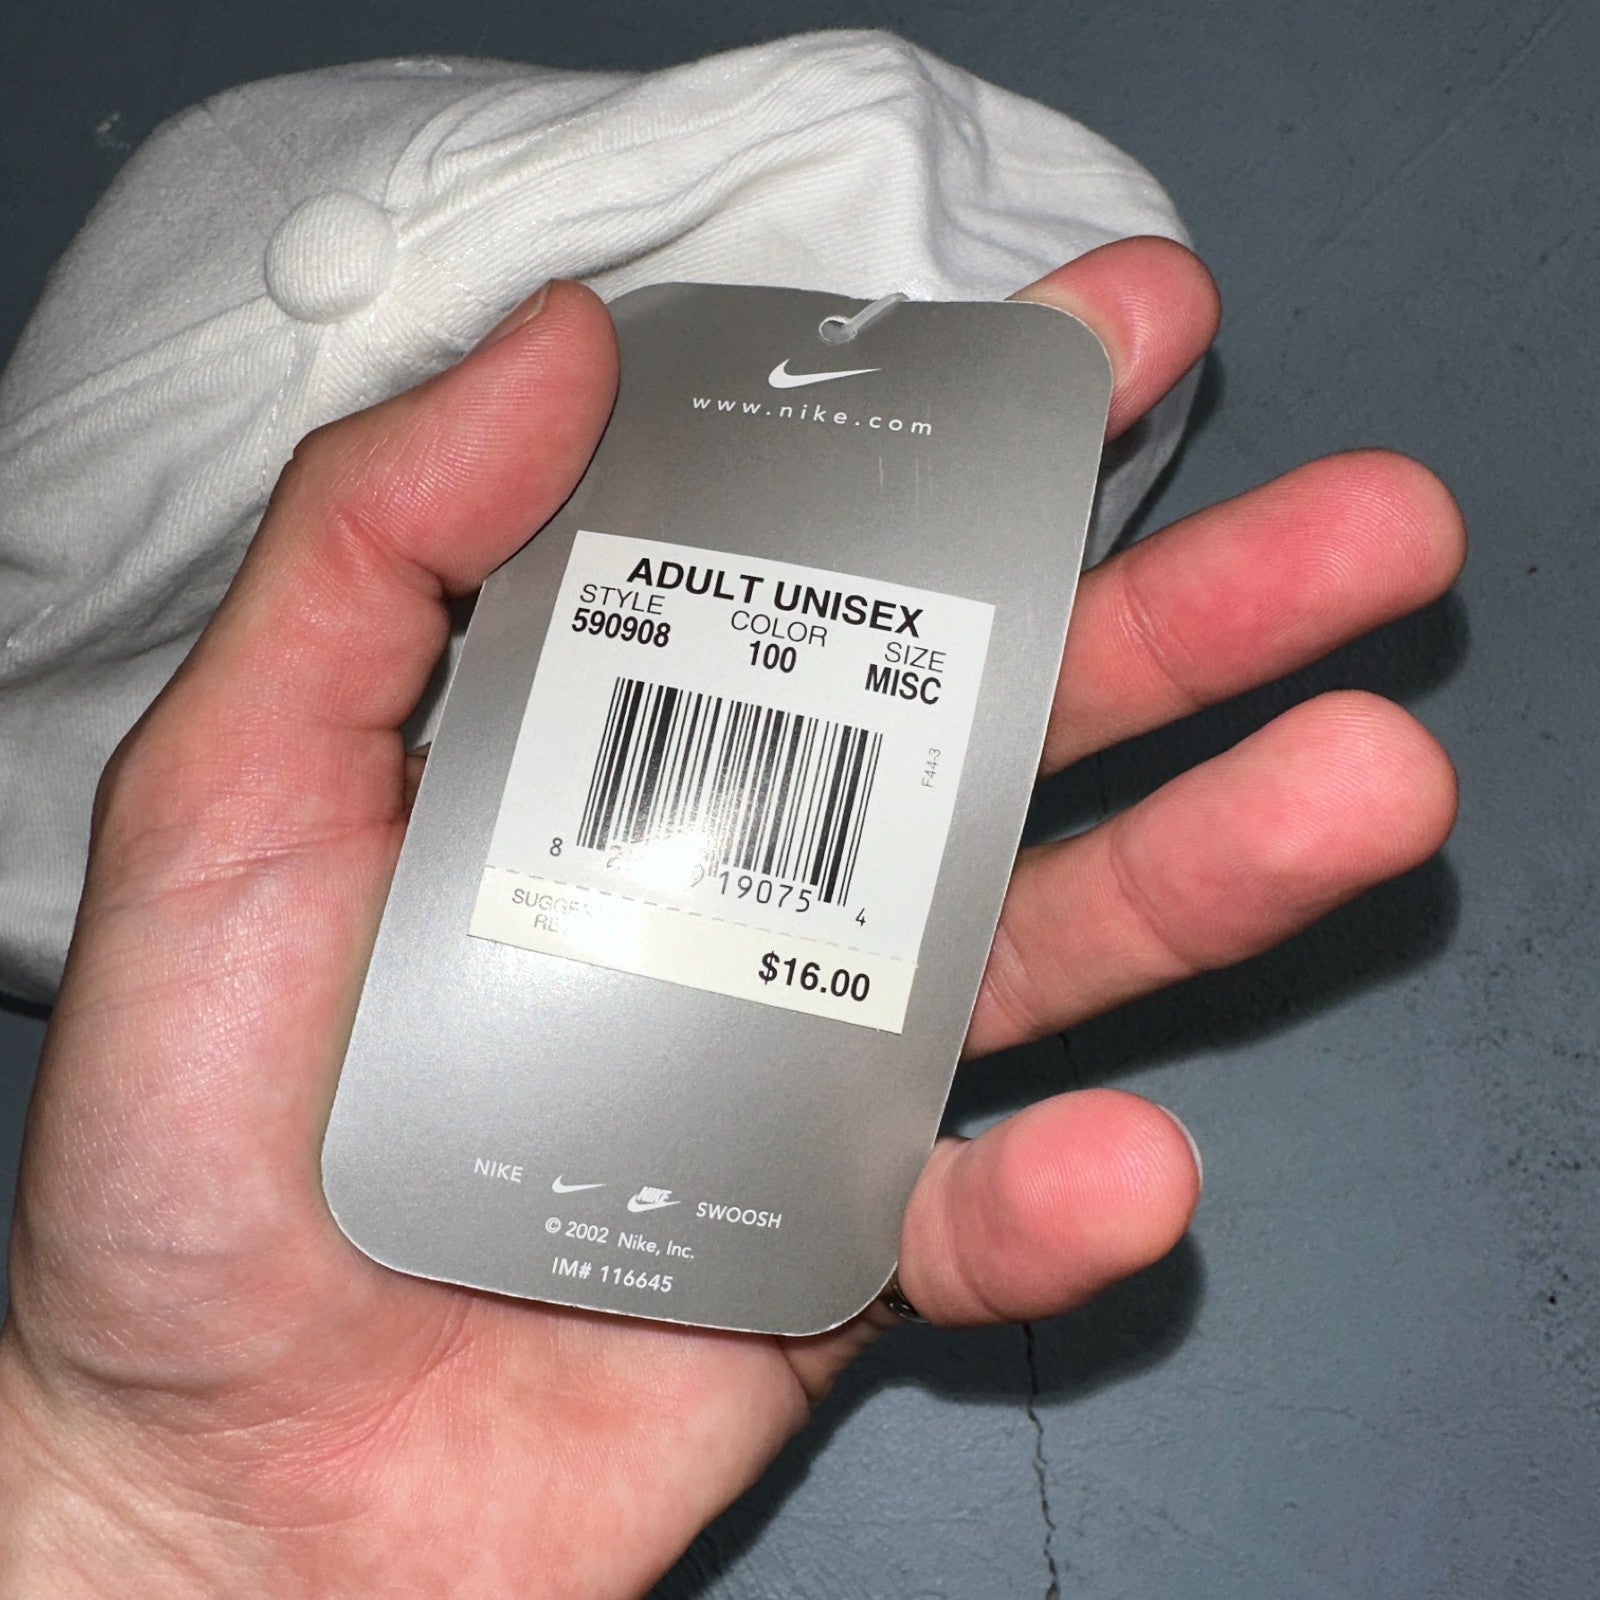 www.nike.com
ADULT UNISEX
STYLE COLOR SIZE
590908 100 MISC
F44-3
8 19075 4
$16.00
NIKE NIKE SWOOSH
© 2002 Nike, Inc.
IM# 116645